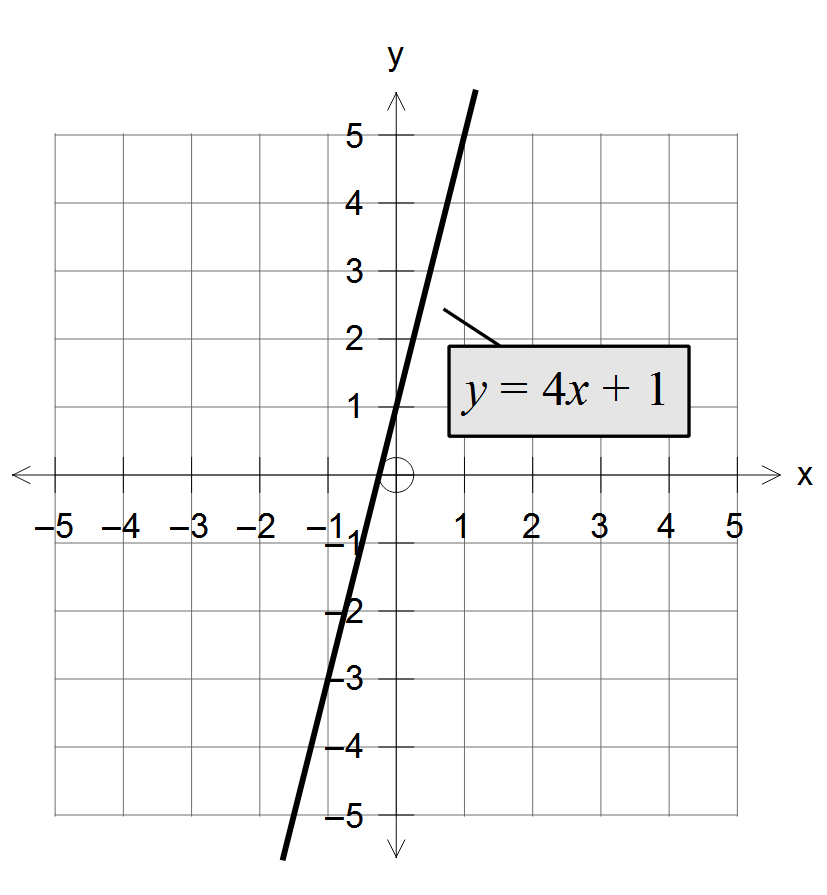 y
5
4
3
2
y = 4x + 1
1
x
–5 –4 –3 –2 –1 1 2 3 4 5
–1
–2
–3
–4
–5